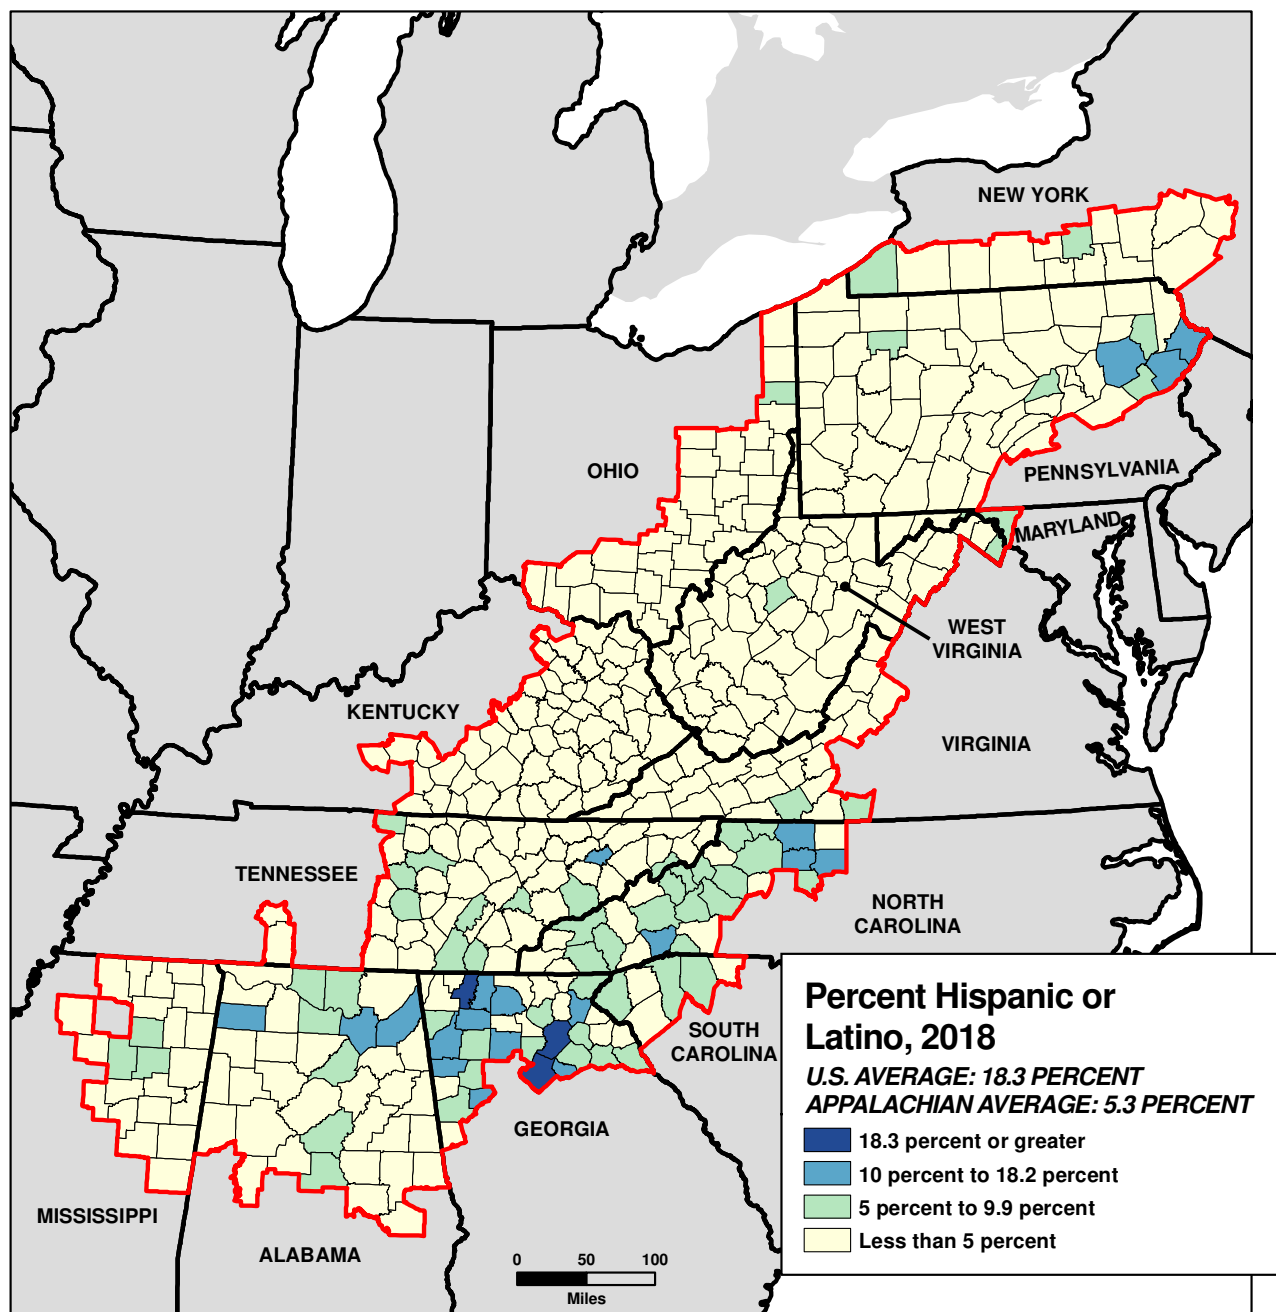 NEW YORK
OHIO
PENNSYLVANIA
MARYLAND
WEST
VIRGINIA
KENTUCKY
VIRGINIA
TENNESSEE
NORTH
CAROLINA
SOUTH
CAROLINA
GEORGIA
MISSISSIPPI
ALABAMA
0 50 100
Miles
Percent Hispanic or
Latino, 2018
U.S. AVERAGE: 18.3 PERCENT
APPALACHIAN AVERAGE: 5.3 PERCENT
18.3 percent or greater
10 percent to 18.2 percent
5 percent to 9.9 percent
Less than 5 percent